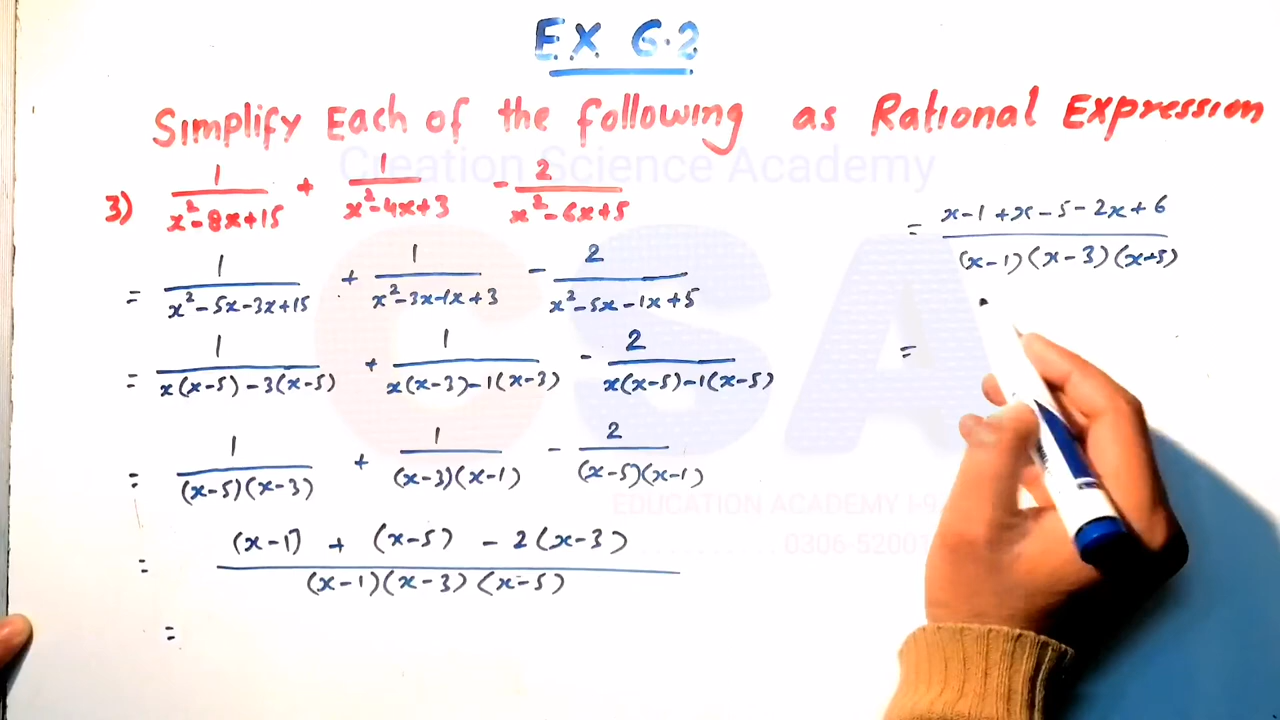 EX 6.2
Simplify Each of the following as Rational Expression
Creation Science Academy
3) 1/(x²-8x+15) + 1/(x²-4x+3) - 2/(x²-6x+5)
= 1/(x²-5x-3x+15) + 1/(x²-3x-1x+3) - 2/(x²-5x-1x+5)
= 1/(x(x-5)-3(x-5)) + 1/(x(x-3)-1(x-3)) - 2/(x(x-5)-1(x-5))
= 1/((x-5)(x-3)) + 1/((x-3)(x-1)) - 2/((x-5)(x-1))
= ((x-1) + (x-5) - 2(x-3))/((x-1)(x-3)(x-5))
=
= (x-1+x-5-2x+6)/((x-1)(x-3)(x+5))
=
CSA
EDUCATION ACADEMY